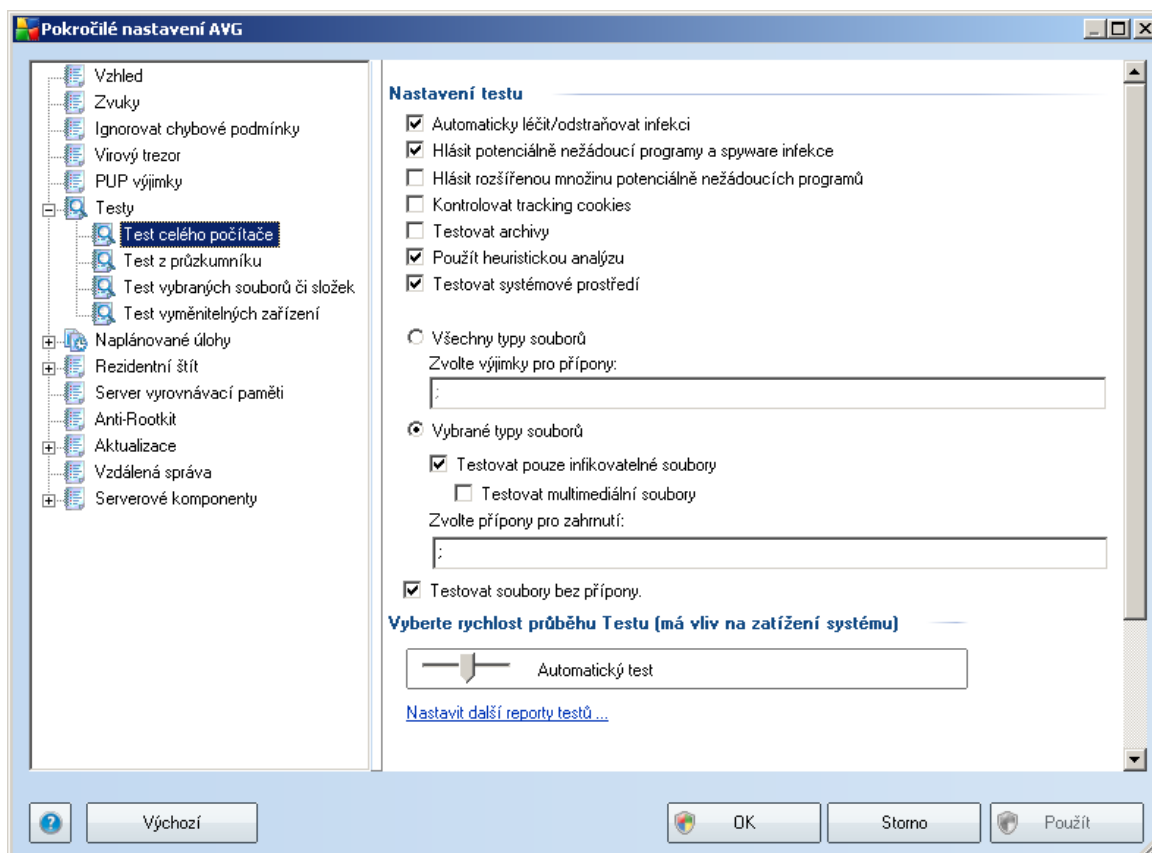 Pokročilé nastavení AVG
Vzhled
Zvuky
Ignorovat chybové podmínky
Virový trezor
PUP výjimky
Testy
Test celého počítače
Test z průzkumníku
Test vybraných souborů či složek
Test vyměnitelných zařízení
Naplánované úlohy
Rezidentní štít
Server vyrovnávací paměti
Anti-Rootkit
Aktualizace
Vzdálená správa
Serverové komponenty
Nastavení testu
Automaticky léčit/odstraňovat infekci
Hlásit potenciálně nežádoucí programy a spyware infekce
Hlásit rozšířenou množinu potenciálně nežádoucích programů
Kontrolovat tracking cookies
Testovat archivy
Použít heuristickou analýzu
Testovat systémové prostředí
Všechny typy souborů
Zvolte výjimky pro přípony:
;
Vybrané typy souborů
Testovat pouze infikovatelné soubory
Testovat multimediální soubory
Zvolte přípony pro zahrnutí:
;
Testovat soubory bez přípony.
Vyberte rychlost průběhu Testu (má vliv na zatížení systému)
Automatický test
Nastavit další reporty testů ...
?
Výchozí
OK
Storno
Použít